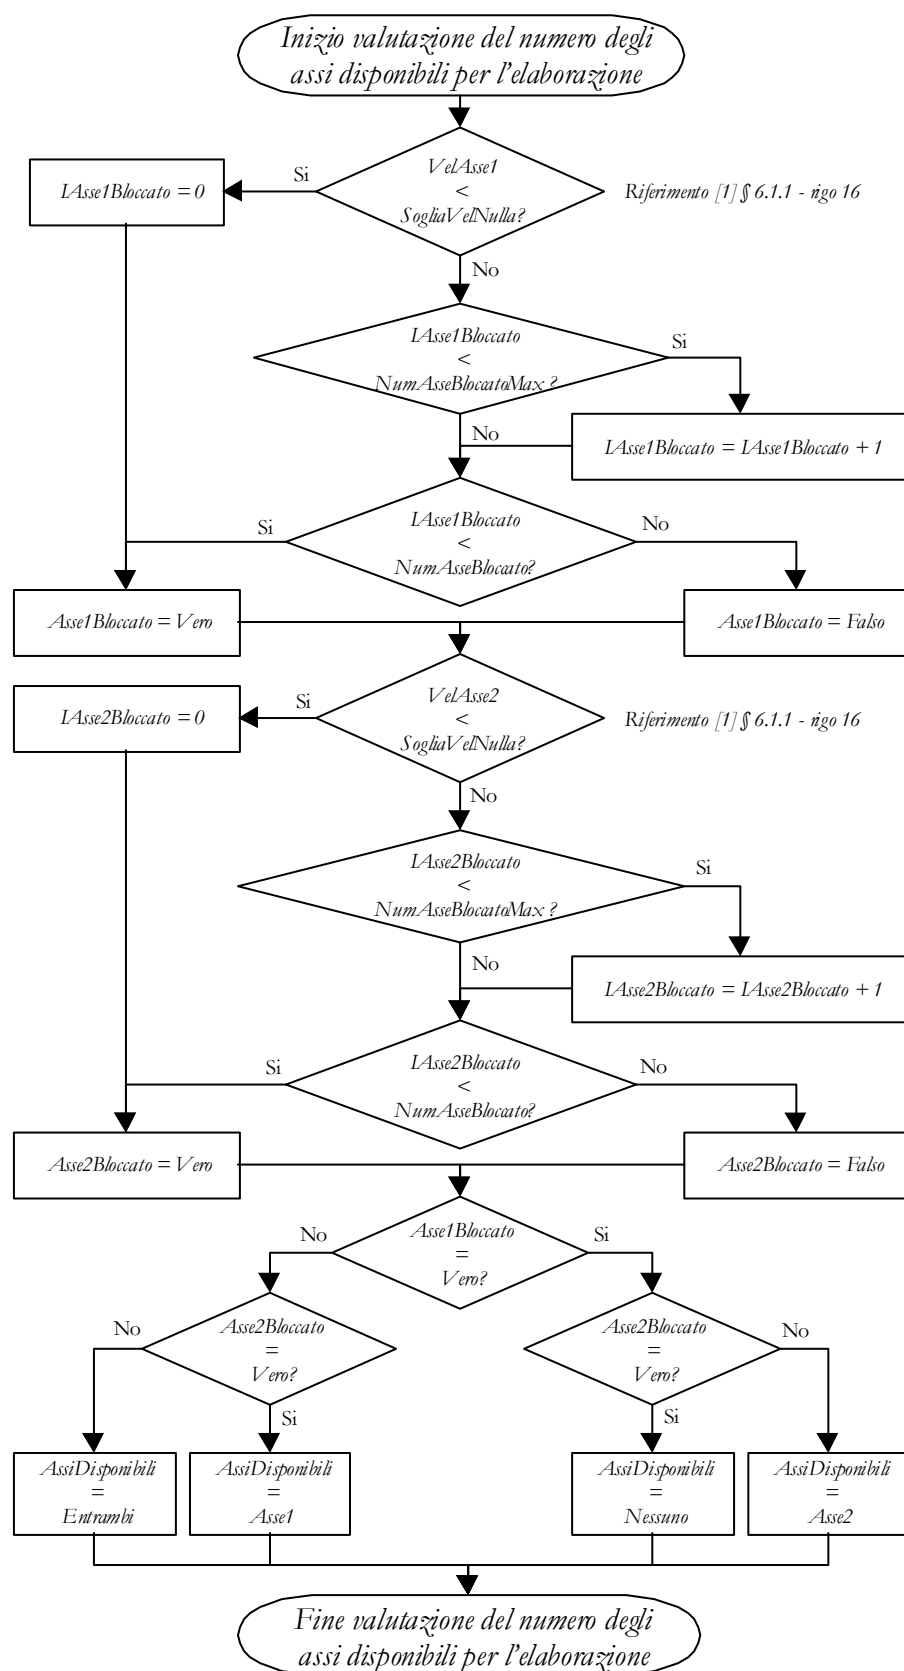 Inizio valutazione del numero degli
assi disponibili per l'elaborazione
VelAsse1
<
SogliaVelNulla?
Si
IAsse1Bloccato = 0
Riferimento [1] § 6.1.1 - rigo 16
No
IAsse1Bloccato
<
NumAsseBloccatoMax ?
Si
No
IAsse1Bloccato = IAsse1Bloccato + 1
IAsse1Bloccato
<
NumAsseBloccato?
Si
No
Asse1Bloccato = Vero
Asse1Bloccato = Falso
VelAsse2
<
SogliaVelNulla?
Si
IAsse2Bloccato = 0
Riferimento [1] § 6.1.1 - rigo 16
No
IAsse2Bloccato
<
NumAsseBloccatoMax ?
Si
No
IAsse2Bloccato = IAsse2Bloccato + 1
IAsse2Bloccato
<
NumAsseBloccato?
Si
No
Asse2Bloccato = Vero
Asse2Bloccato = Falso
Asse1Bloccato
=
Vero?
No
Si
Asse2Bloccato
=
Vero?
No
Si
Asse2Bloccato
=
Vero?
No
Si
AssiDisponibili
=
Entrambi
AssiDisponibili
=
Asse1
AssiDisponibili
=
Nessuno
AssiDisponibili
=
Asse2
Fine valutazione del numero degli
assi disponibili per l'elaborazione